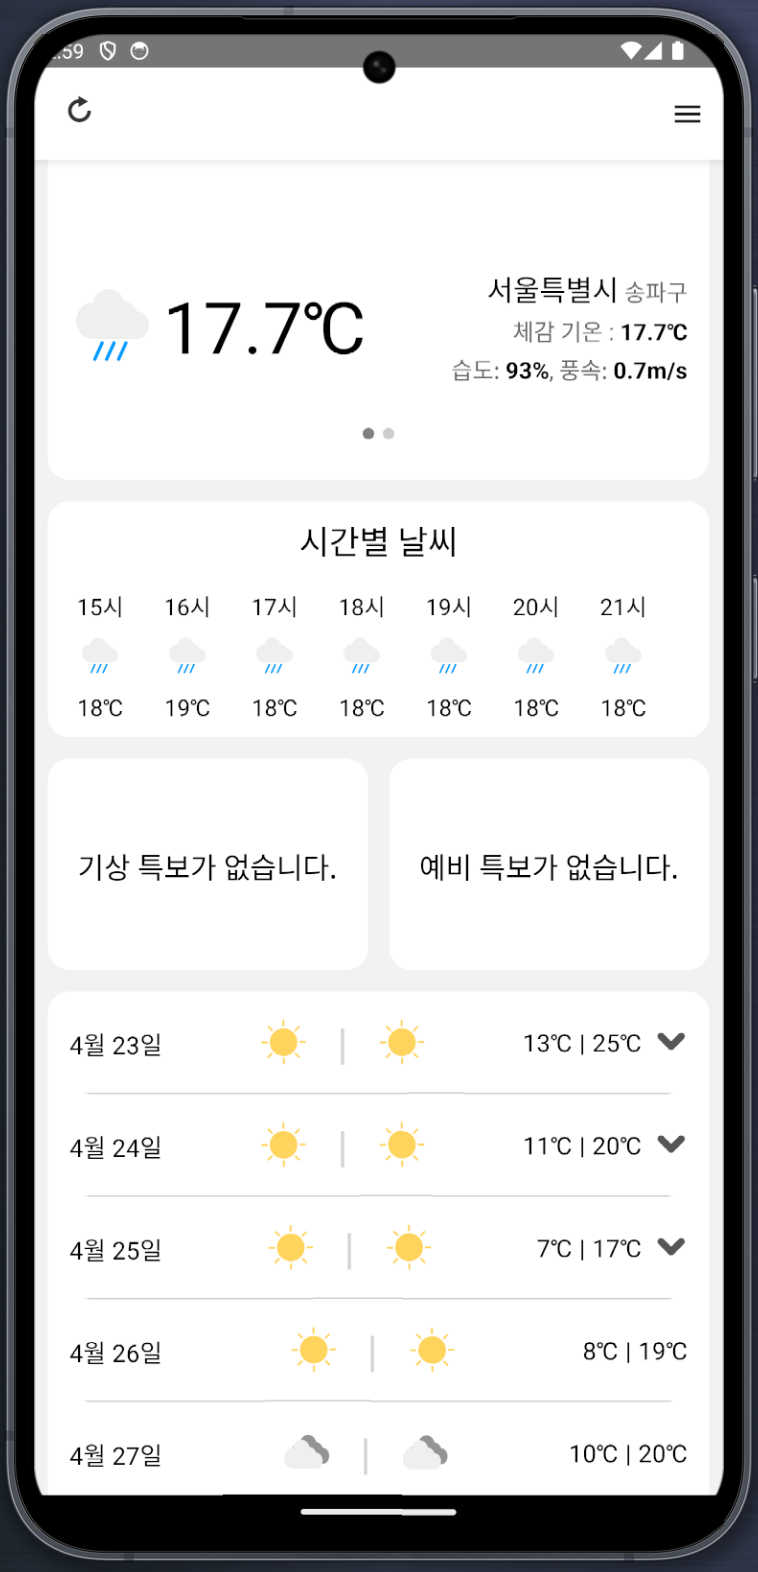 :59
17.7℃
서울특별시 송파구
체감 기온 : 17.7℃
습도: 93%, 풍속: 0.7m/s
시간별 날씨
15시 16시 17시 18시 19시 20시 21시
18℃ 19℃ 18℃ 18℃ 18℃ 18℃ 18℃
기상 특보가 없습니다.
예비 특보가 없습니다.
4월 23일 13℃ | 25℃
4월 24일 11℃ | 20℃
4월 25일 7℃ | 17℃
4월 26일 8℃ | 19℃
4월 27일 10℃ | 20℃